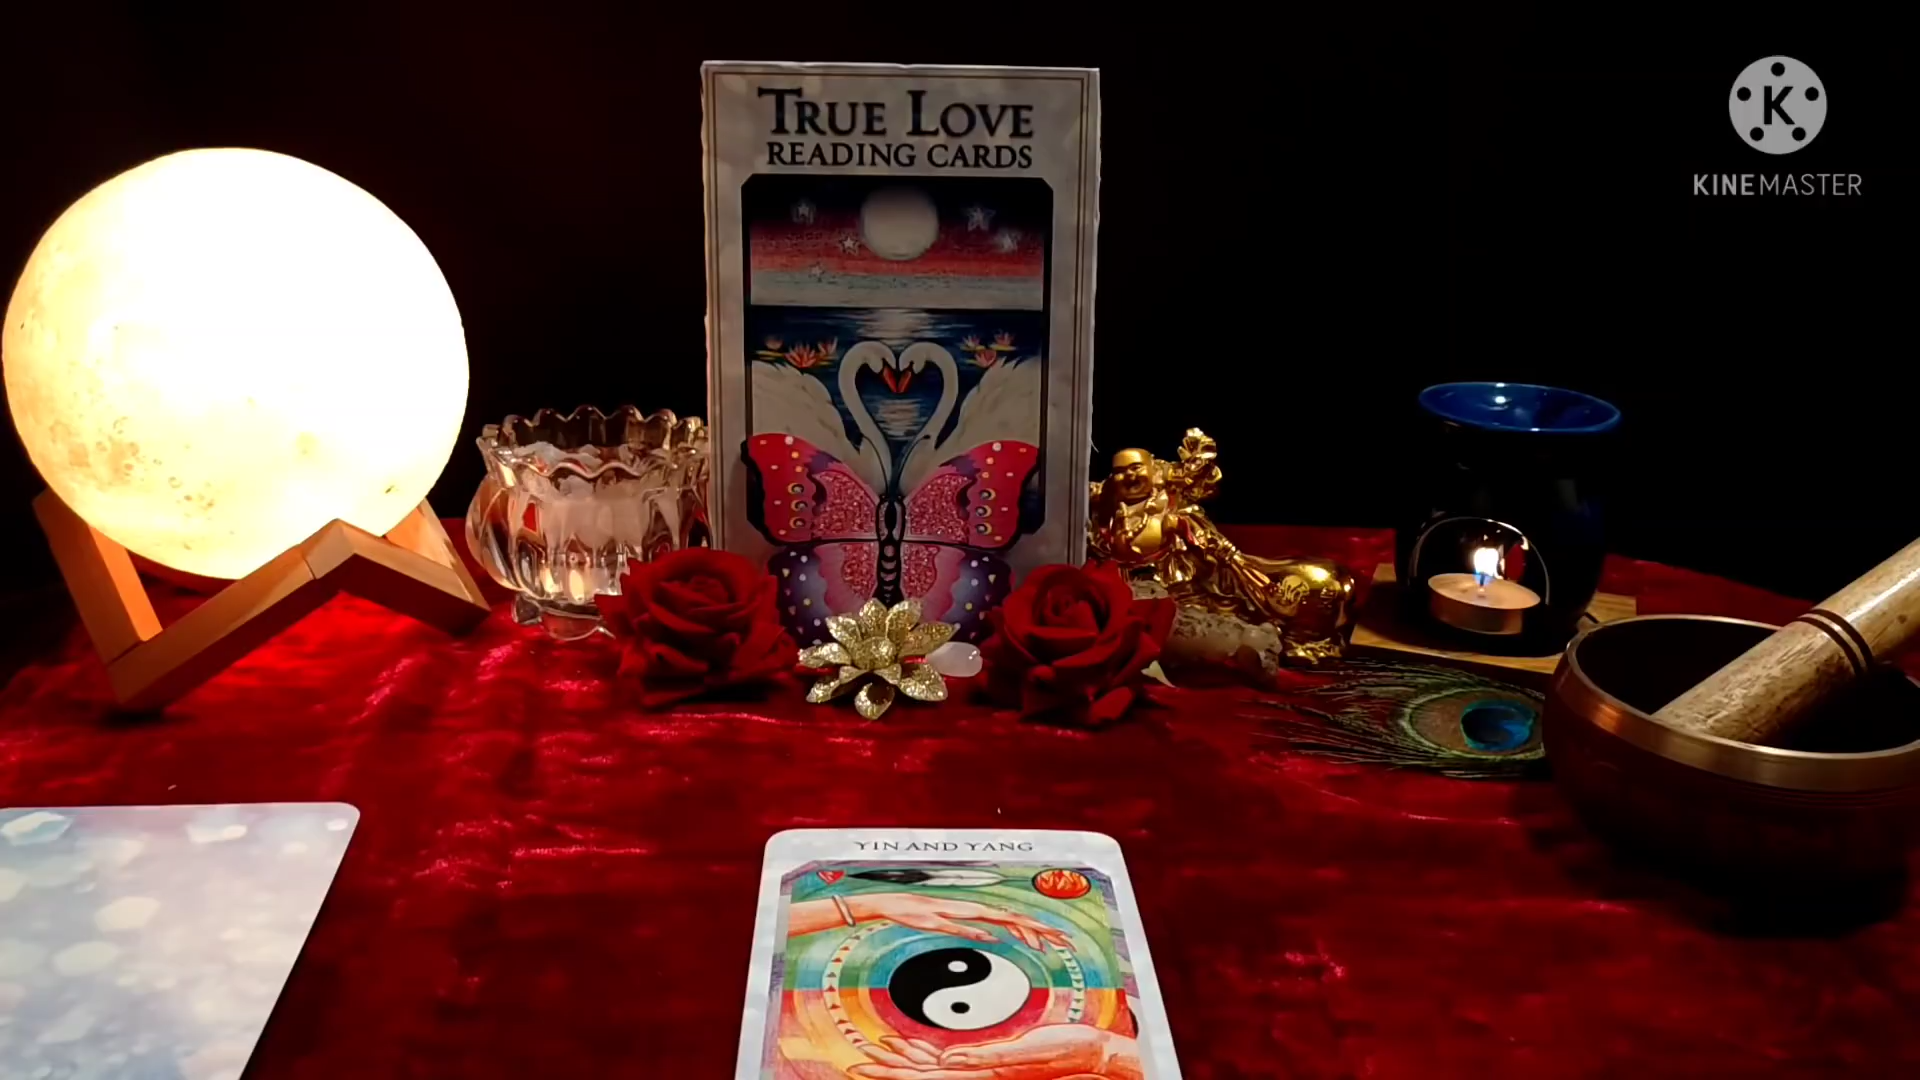 TRUE LOVE
READING CARDS
K
KINEMASTER
YIN AND YANG